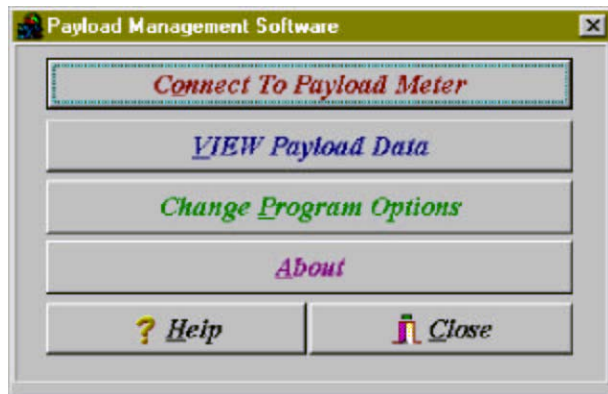 Payload Management Software
Connect To Payload Meter
VIEW Payload Data
Change Program Options
About
Help
Close